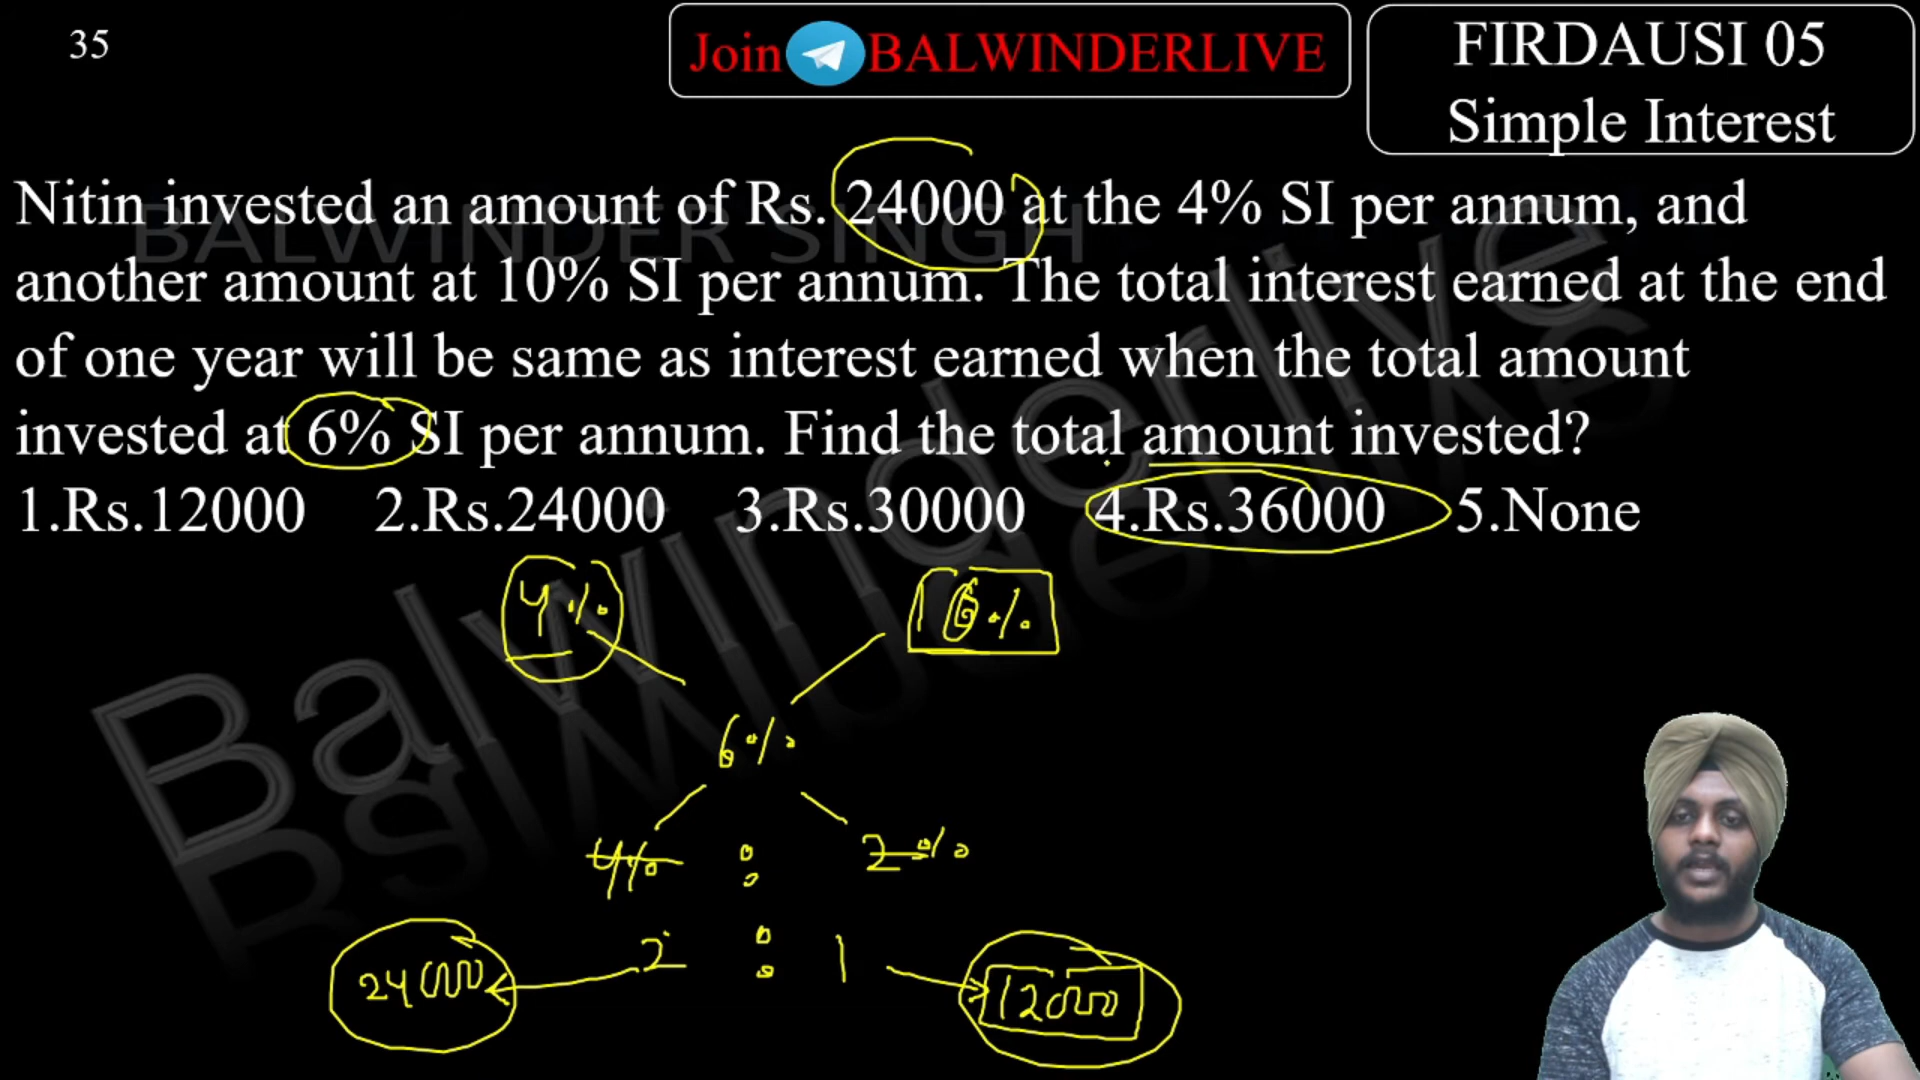 35
Join BALWINDERLIVE
FIRDAUSI 05
Simple Interest
Nitin invested an amount of Rs. 24000 at the 4% SI per annum, and
another amount at 10% SI per annum. The total interest earned at the end
of one year will be same as interest earned when the total amount
invested at 6% SI per annum. Find the total amount invested?
1.Rs.12000 2.Rs.24000 3.Rs.30000 4.Rs.36000 5.None
BALWINDER SINGH
Balwinderlive
4% 10%
6%
4% : 2%
24000 2 : 1 12000